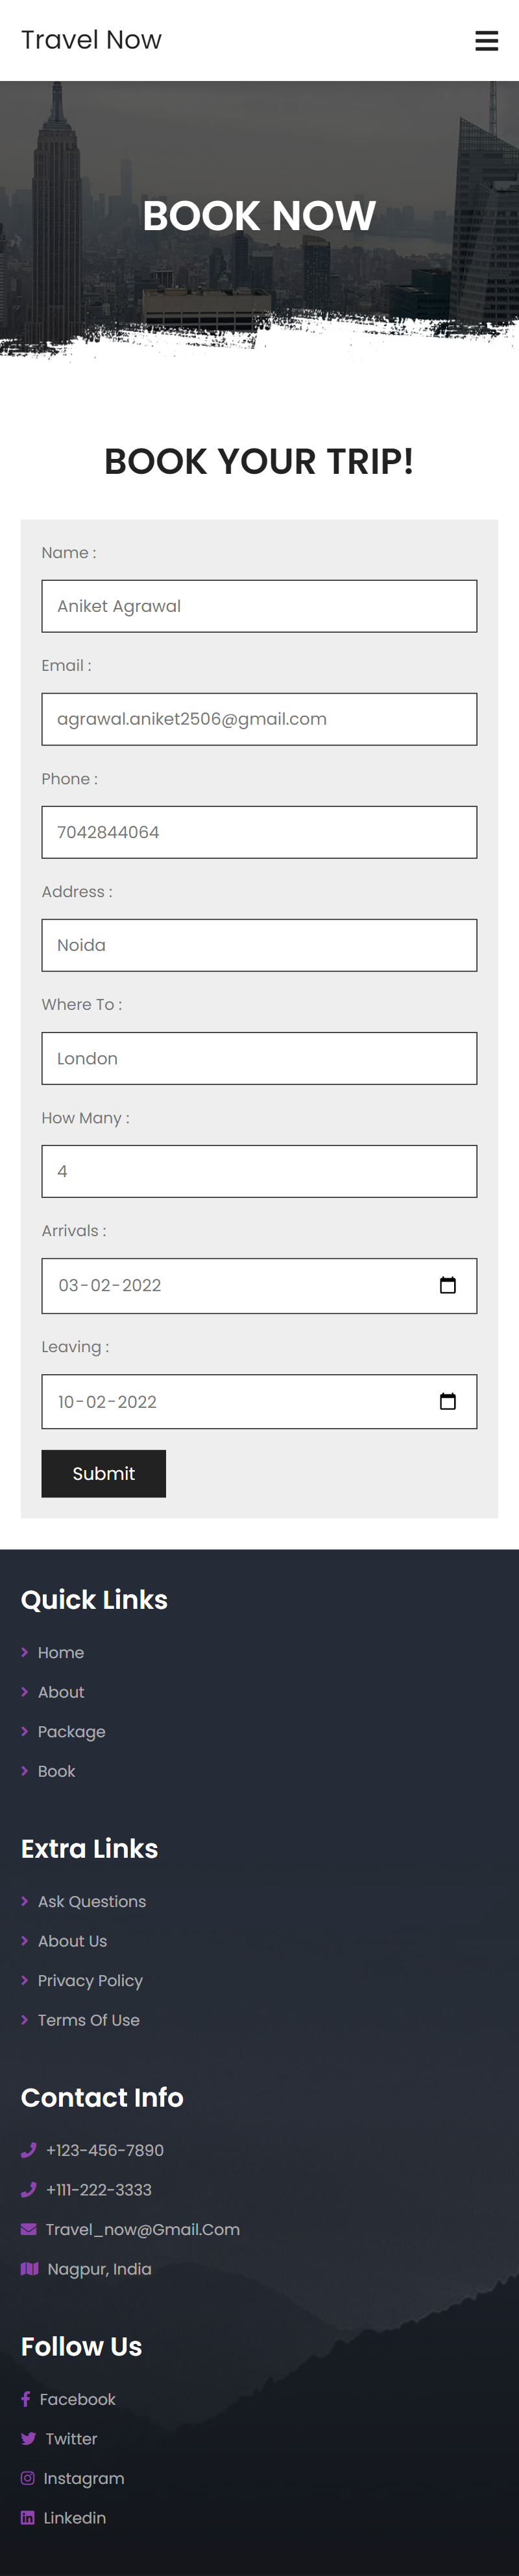 Travel Now
BOOK NOW
BOOK YOUR TRIP!
Name :
Aniket Agrawal
Email :
agrawal.aniket2506@gmail.com
Phone :
7042844064
Address :
Noida
Where To :
London
How Many :
4
Arrivals :
03-02-2022
Leaving :
10-02-2022
Submit
Quick Links
Home
About
Package
Book
Extra Links
Ask Questions
About Us
Privacy Policy
Terms Of Use
Contact Info
+123-456-7890
+111-222-3333
Travel_now@Gmail.Com
Nagpur, India
Follow Us
Facebook
Twitter
Instagram
Linkedin